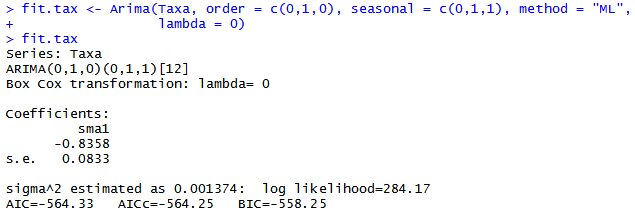 > fit.tax <- Arima(Taxa, order = c(0,1,0), seasonal = c(0,1,1), method = "ML",
+                 lambda = 0)
> fit.tax
Series: Taxa
ARIMA(0,1,0)(0,1,1)[12]
Box Cox transformation: lambda= 0
Coefficients:
         sma1
      -0.8358
s.e.   0.0833
sigma^2 estimated as 0.001374:  log likelihood=284.17
AIC=-564.33   AICc=-564.25   BIC=-558.25